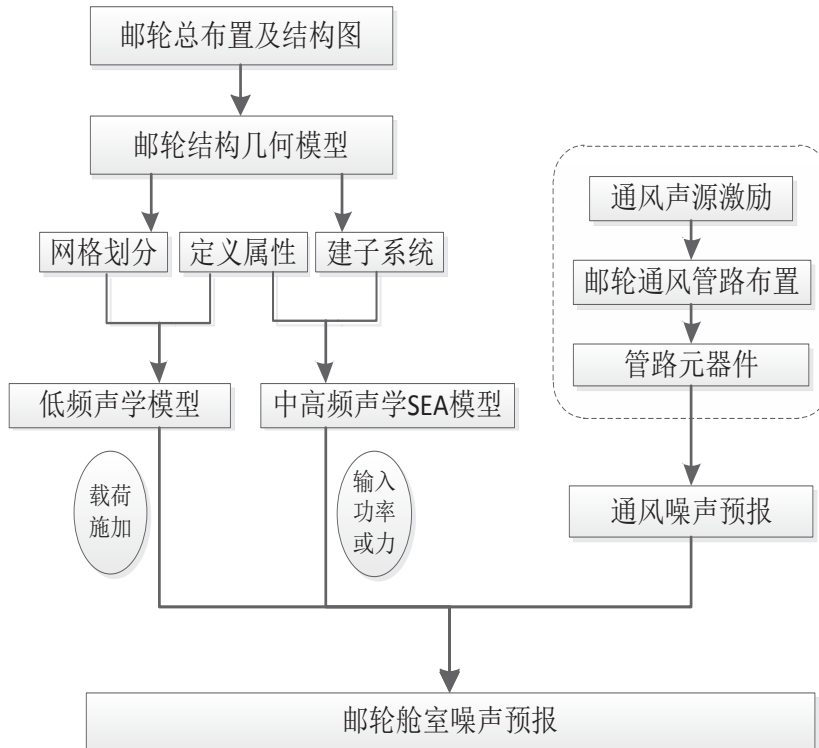 邮轮总布置及结构图
邮轮结构几何模型
网格划分
定义属性
建子系统
低频声学模型
中高频声学SEA模型
载荷
施加
输入
功率
或力
通风声源激励
邮轮通风管路布置
管路元器件
通风噪声预报
邮轮舱室噪声预报